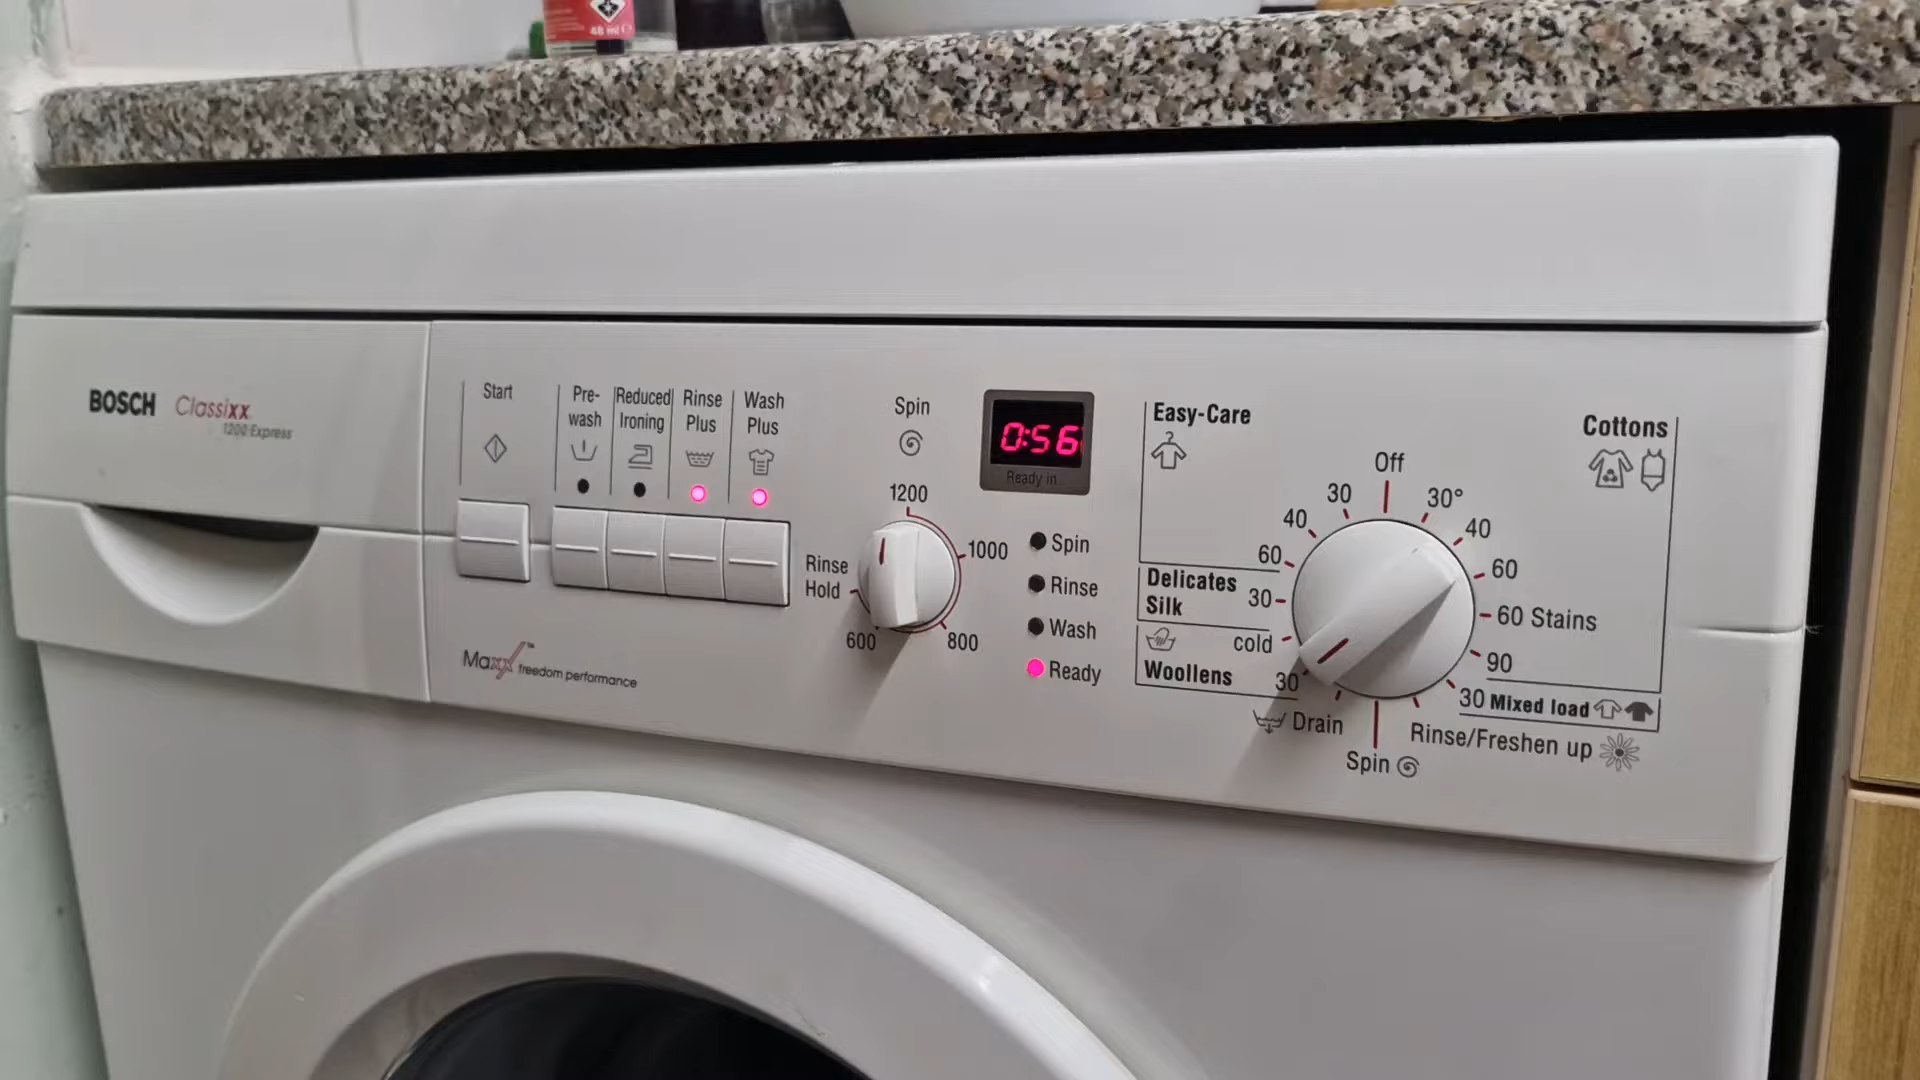 48 ml
BOSCH Classixx
1200 Express
Start
Pre-
wash
Reduced
Ironing
Rinse
Plus
Wash
Plus
Maxx™ freedom performance
Spin
1200
1000
800
600
Rinse
Hold
0:56
Ready in
Spin
Rinse
Wash
Ready
Easy-Care
Delicates
Silk
Woollens
Cottons
Off
30°
40
60
60 Stains
90
30 Mixed load
Rinse/Freshen up
Spin
Drain
30
cold
30
60
40
30